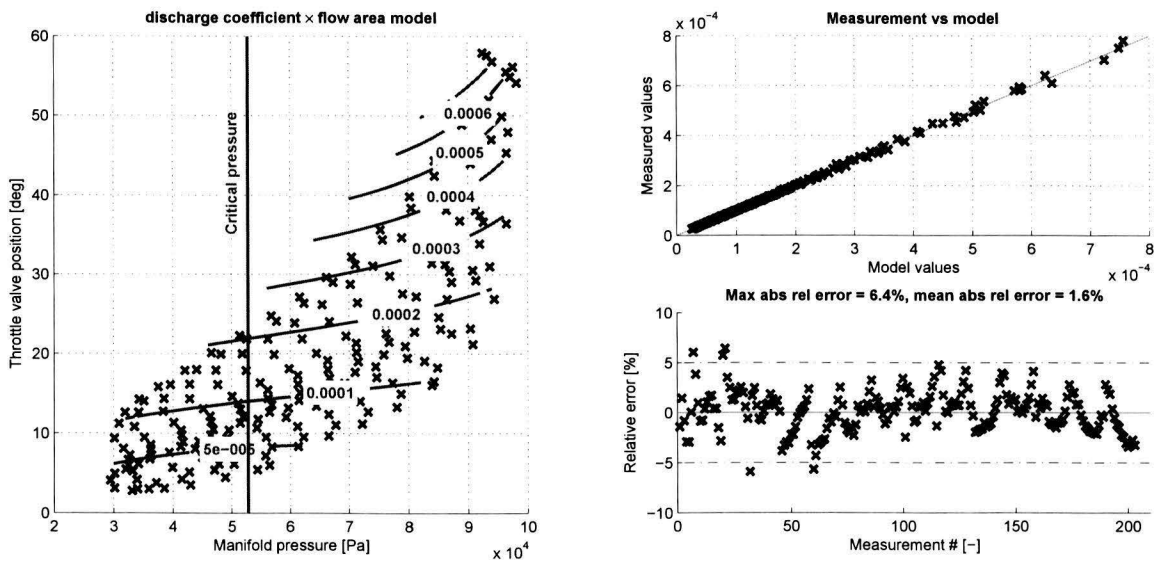 discharge coefficient × flow area model
60
50
40
30
20
10
0
Throttle valve position [deg]
Critical pressure
0.0006
0.0005
0.0004
0.0003
0.0002
0.0001
5e−005
2 3 4 5 6 7 8 9 10
Manifold pressure [Pa]
x 10^4
Measurement vs model
x 10^-4
8
6
4
2
0
Measured values
0 1 2 3 4 5 6 7 8
Model values
x 10^-4
Max abs rel error = 6.4%, mean abs rel error = 1.6%
10
5
0
−5
−10
Relative error [%]
0 50 100 150 200
Measurement # [−]